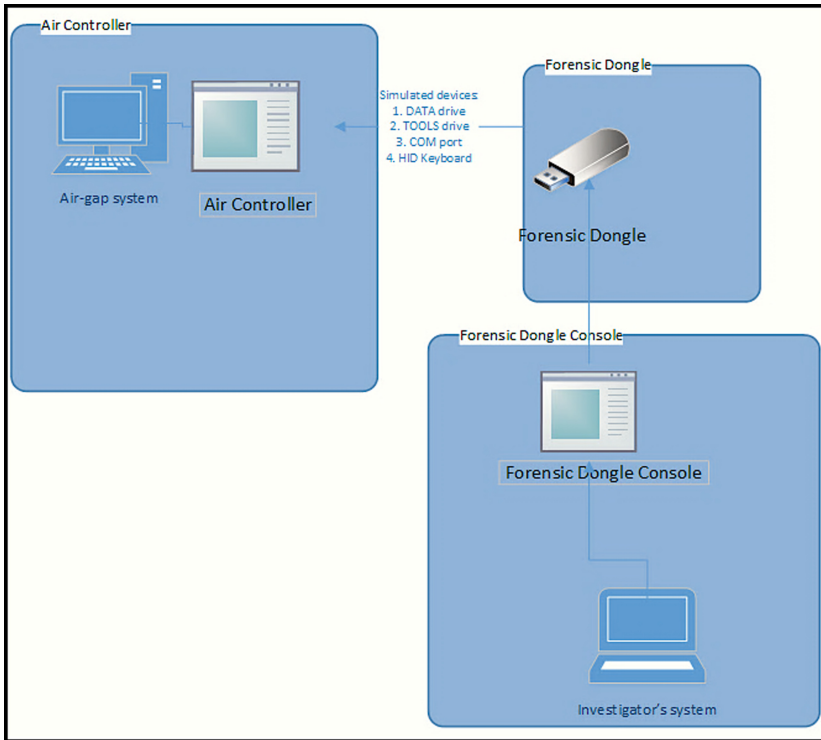 Air Controller
Air-gap system
Air Controller
Simulated devices:
1. DATA drive
2. TOOLS drive
3. COM port
4. HID Keyboard
Forensic Dongle
Forensic Dongle
Forensic Dongle Console
Forensic Dongle Console
Investigator's system